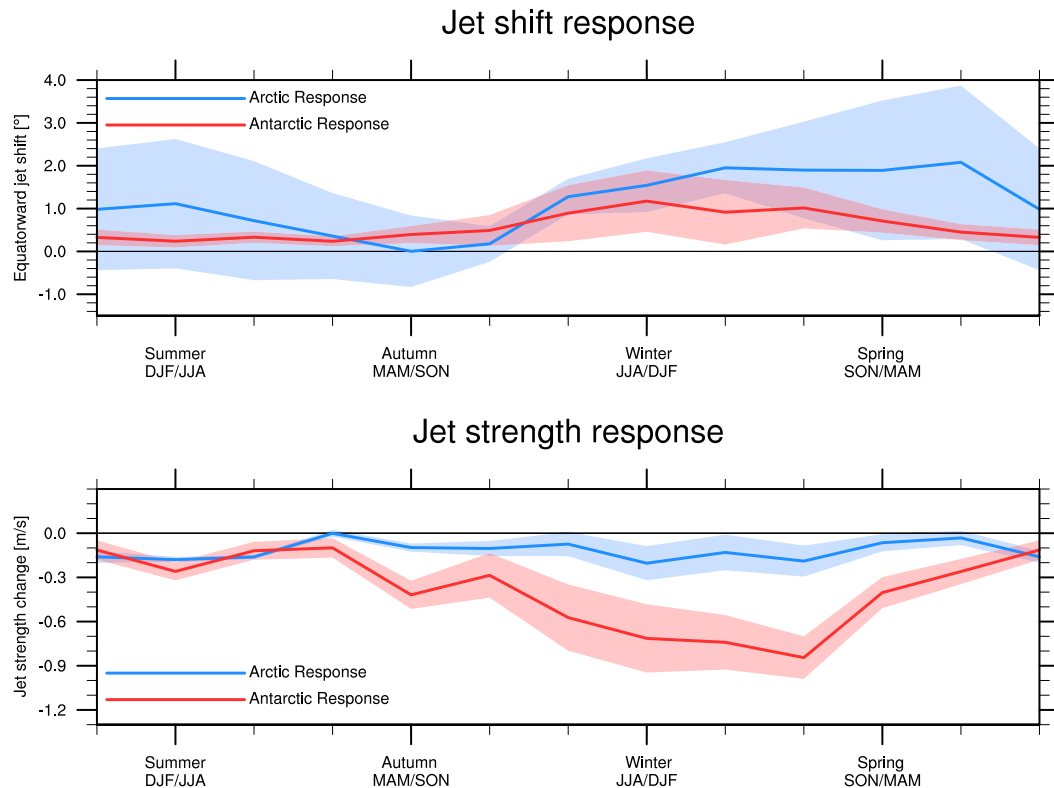 Jet shift response
4.0
3.0
2.0
1.0
0.0
-1.0
Equatorward jet shift [°]
Arctic Response
Antarctic Response
Summer
DJF/JJA
Autumn
MAM/SON
Winter
JJA/DJF
Spring
SON/MAM
Jet strength response
0.0
-0.3
-0.6
-0.9
-1.2
Jet strength change [m/s]
Arctic Response
Antarctic Response
Summer
DJF/JJA
Autumn
MAM/SON
Winter
JJA/DJF
Spring
SON/MAM